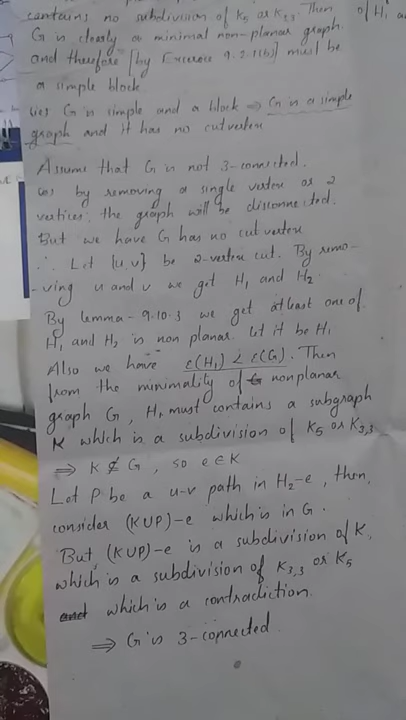 contains no subdivision of K5 or K3,3. Then of H1
G is clearly a minimal non-planar graph.
and therefore [by Excercise 9.2.1(b)] must be
a simple block.
G is simple and a block ⇒ G is a simple
graph and it has no cutvertex
Assume that G is not 3-connected.
by removing a single vertex or 2
vertices, the graph will be disconnected.
But we have G has no cut vertex
∴ Let {u,v} be 2-vertex cut. By remo-
-ving u and v we get H1 and H2.
By lemma - 9.10.3 we get atleast one of
H1 and H2 is non planar. Let it be H1
Also we have ε(H1) < ε(G). Then
from the minimality of nonplanar
graph G, H1 must contains a subgraph
K which is a subdivision of K5 or K3,3
⇒ K ⊄ G, so e ∈ K
Let P be a u-v path in H2-e, then,
consider (KUP)-e which is in G.
But (KUP)-e is a subdivision of K,
which is a subdivision of K3,3 or K5
which is a contradiction.
⇒ G is 3-connected.